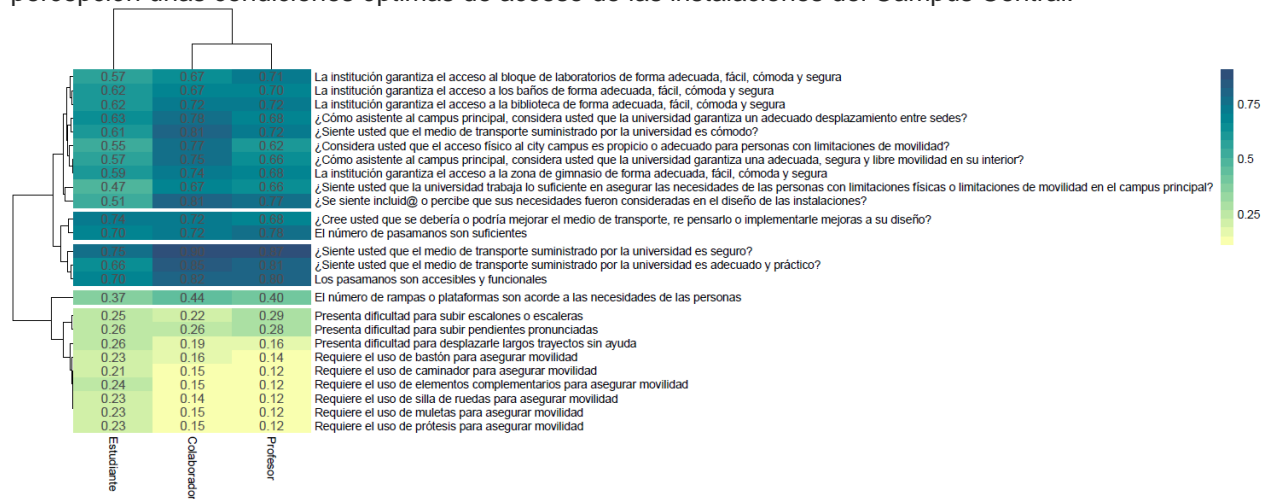 percepción unas condiciones óptimas de acceso de las instalaciones del Campus Central.
0.57 0.67 0.71 La institución garantiza el acceso al bloque de laboratorios de forma adecuada, fácil, cómoda y segura
0.62 0.67 0.70 La institución garantiza el acceso a los baños de forma adecuada, fácil, cómoda y segura
0.62 0.72 0.72 La institución garantiza el acceso a la biblioteca de forma adecuada, fácil, cómoda y segura
0.63 0.68 ¿Cómo asistente al campus principal, considera usted que la universidad garantiza un adecuado desplazamiento entre sedes?
0.61 0.72 ¿Siente usted que el medio de transporte suministrado por la universidad es cómodo?
0.55 0.77 0.62 ¿Considera usted que el acceso físico al city campus es propicio o adecuado para personas con limitaciones de movilidad?
0.57 0.75 0.66 ¿Cómo asistente al campus principal, considera usted que la universidad garantiza una adecuada, segura y libre movilidad en su interior?
0.59 0.74 0.68 La institución garantiza el acceso a la zona de gimnasio de forma adecuada, fácil, cómoda y segura
0.47 0.67 0.66 ¿Siente usted que la universidad trabaja lo suficiente en asegurar las necesidades de las personas con limitaciones físicas o limitaciones de movilidad en el campus principal?
0.51 0.77 ¿Se siente incluid@ o percibe que sus necesidades fueron consideradas en el diseño de las instalaciones?
0.74 0.72 0.68 ¿Cree usted que se debería o podría mejorar el medio de transporte, re pensarlo o implementarle mejoras a su diseño?
0.70 0.72 0.78 El número de pasamanos son suficientes
0.75 ¿Siente usted que el medio de transporte suministrado por la universidad es seguro?
0.66 ¿Siente usted que el medio de transporte suministrado por la universidad es adecuado y práctico?
0.70 Los pasamanos son accesibles y funcionales
0.37 0.44 0.40 El número de rampas o plataformas son acorde a las necesidades de las personas
0.25 0.22 0.29 Presenta dificultad para subir escalones o escaleras
0.26 0.26 0.28 Presenta dificultad para subir pendientes pronunciadas
0.26 0.19 0.16 Presenta dificultad para desplazarle largos trayectos sin ayuda
0.23 0.16 0.14 Requiere el uso de bastón para asegurar movilidad
0.21 0.15 0.12 Requiere el uso de caminador para asegurar movilidad
0.24 0.15 0.12 Requiere el uso de elementos complementarios para asegurar movilidad
0.23 0.14 0.12 Requiere el uso de silla de ruedas para asegurar movilidad
0.23 0.15 0.12 Requiere el uso de muletas para asegurar movilidad
0.23 0.15 0.12 Requiere el uso de prótesis para asegurar movilidad
Estudiante
Colaborador
Profesor
0.75
0.5
0.25